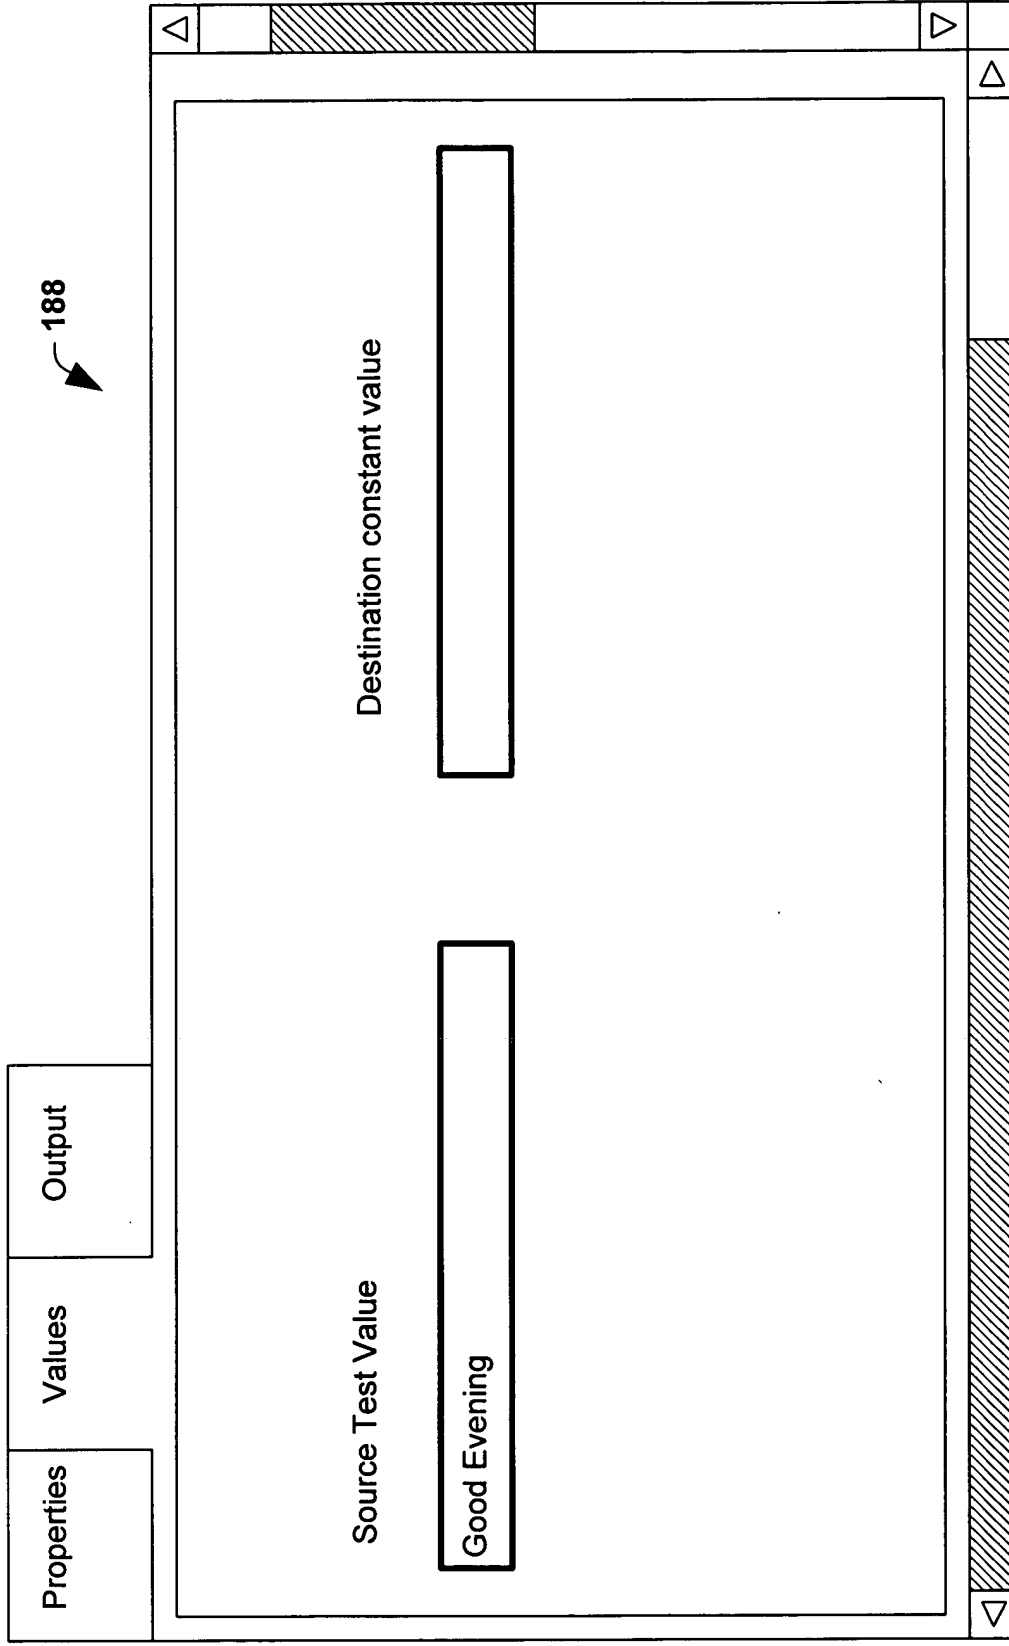 188
Properties Values Output
Source Test Value Destination constant value
Good Evening